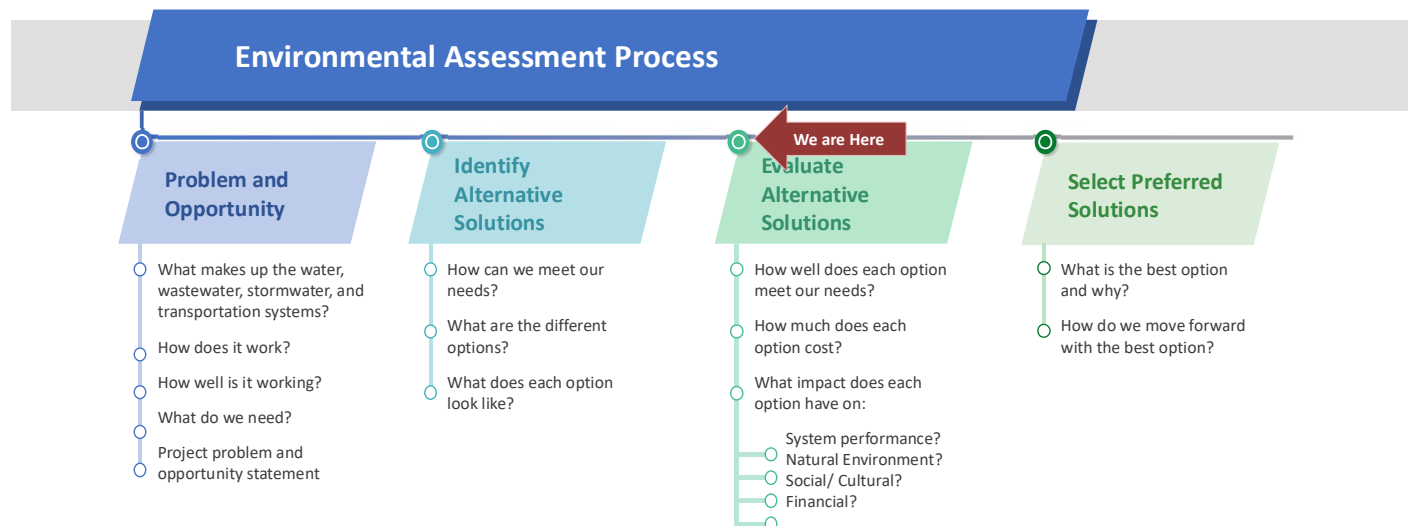 Environmental Assessment Process
We are Here
Problem and
Opportunity
What makes up the water,
wastewater, stormwater, and
transportation systems?
How does it work?
How well is it working?
What do we need?
Project problem and
opportunity statement
Identify
Alternative
Solutions
How can we meet our
needs?
What are the different
options?
What does each option
look like?
Evaluate
Alternative
Solutions
How well does each option
meet our needs?
How much does each
option cost?
What impact does each
option have on:
System performance?
Natural Environment?
Social/ Cultural?
Financial?
Select Preferred
Solutions
What is the best option
and why?
How do we move forward
with the best option?